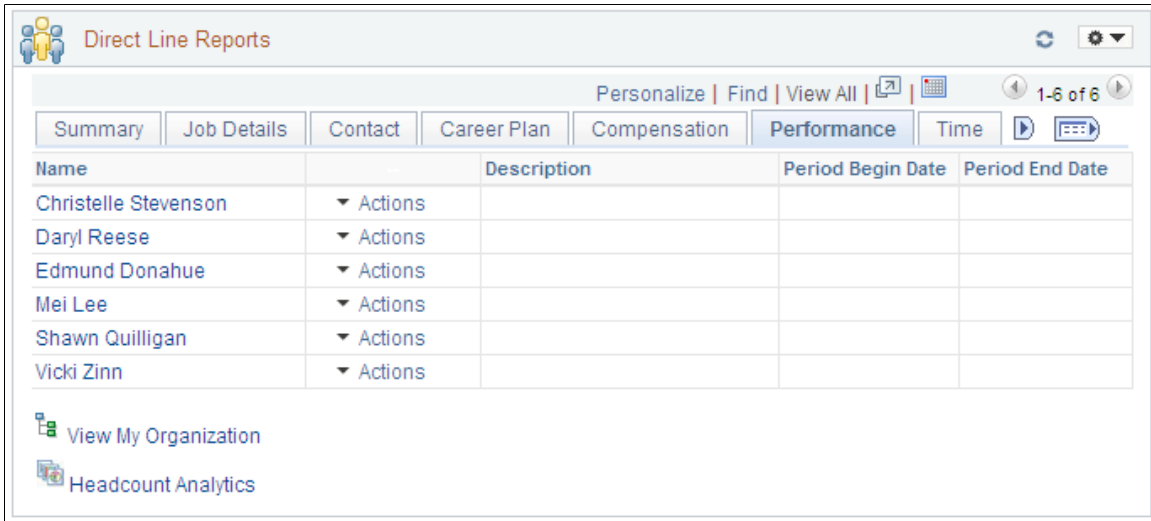 Direct Line Reports
Personalize | Find | View All | | 1-6 of 6
Summary Job Details Contact Career Plan Compensation Performance Time
Name Description Period Begin Date Period End Date
Christelle Stevenson Actions
Daryl Reese Actions
Edmund Donahue Actions
Mei Lee Actions
Shawn Quilligan Actions
Vicki Zinn Actions
View My Organization
Headcount Analytics